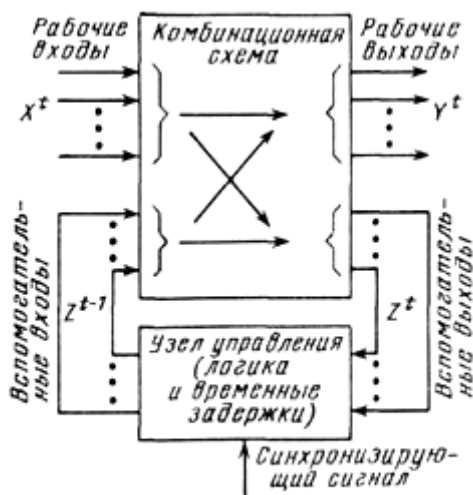 Рабочие
входы
Комбинационная
схема
Рабочие
выходы
X^t
Y^t
Вспомогатель-
ные входы
Z^t-1
Z^t
Вспомогатель-
ные выходы
Узел управления
(логика
и временные
задержки)
Синхронизирую-
щий сигнал